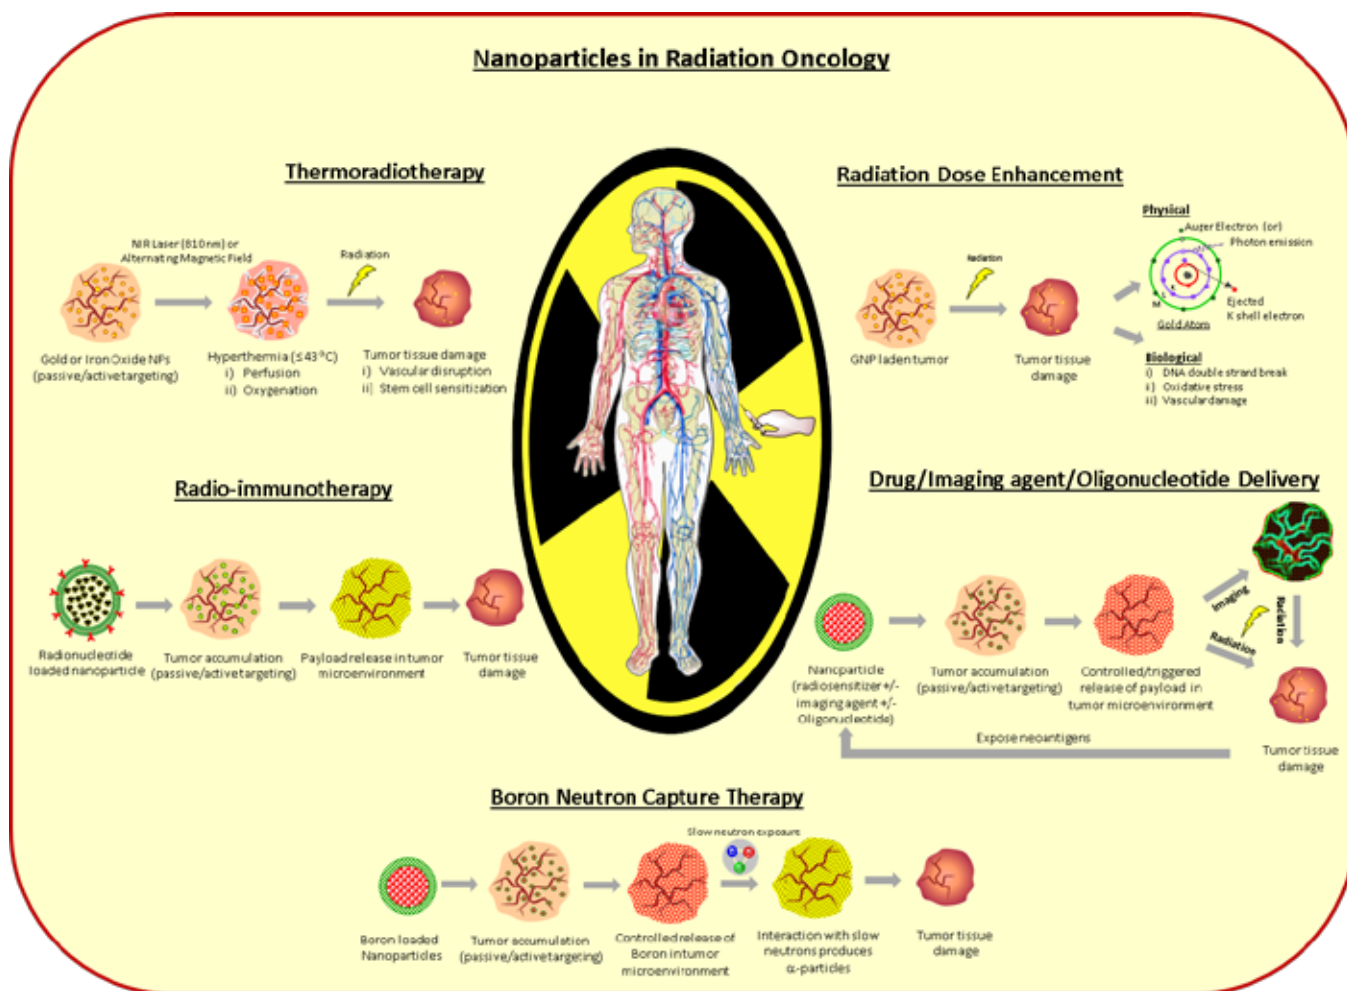 Nanoparticles in Radiation Oncology
Thermoradiotherapy
NIR Laser (810 nm) or
Alternating Magnetic Field
Radiation
Gold or Iron Oxide NPs
(passive/active targeting)
Hyperthermia (≤43°C)
i) Perfusion
ii) Oxygenation
Tumor tissue damage
i) Vascular disruption
ii) Stem cell sensitization
Radiation Dose Enhancement
Radiation
GNP laden tumor
Tumor tissue
damage
Physical
Auger Electron (or)
Photon emission
K
L
M
Ejected
K shell electron
Gold Atom
Biological
i) DNA double strand break
ii) Oxidative stress
ii) Vascular damage
Radio-immunotherapy
Radionucleotide
loaded nanoparticle
Tumor accumulation
(passive/active targeting)
Payload release in tumor
microenvironment
Tumor tissue
damage
Drug/Imaging agent/Oligonucleotide Delivery
Nanoparticle
(radiosensitizer +/-
imaging agent +/-
Oligonucleotide)
Tumor accumulation
(passive/active targeting)
Controlled/triggered
release of payload in
tumor microenvironment
Imaging
Radiation
Radiation
Tumor tissue
damage
Expose neoantigens
Boron Neutron Capture Therapy
Slow neutron exposure
Boron loaded
Nanoparticles
Tumor accumulation
(passive/active targeting)
Controlled release of
Boron in tumor
microenvironment
Interaction with slow
neutrons produces
α-particles
Tumor tissue
damage